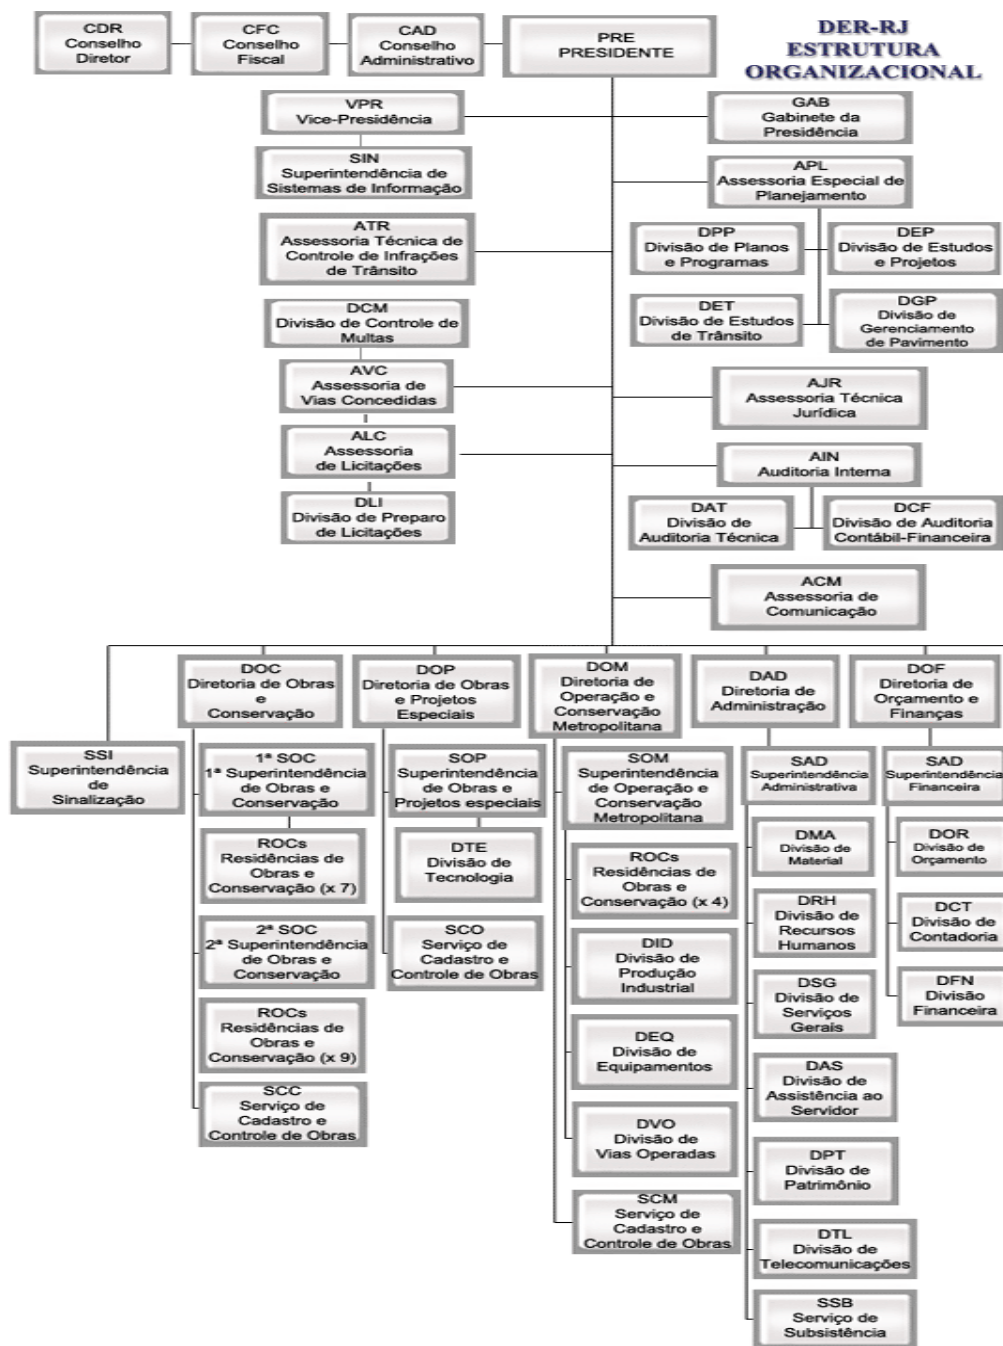 CDR
Conselho
Diretor
CFC
Conselho
Fiscal
CAD
Conselho
Administrativo
PRE
PRESIDENTE
DER-RJ
ESTRUTURA
ORGANIZACIONAL
VPR
Vice-Presidência
GAB
Gabinete da
Presidência
SIN
Superintendência de
Sistemas de Informação
APL
Assessoria Especial de
Planejamento
ATR
Assessoria Técnica de
Controle de Infrações
de Trânsito
DPP
Divisão de Planos
e Programas
DEP
Divisão de Estudos
e Projetos
DCM
Divisão de Controle de
Multas
DET
Divisão de Estudos
de Trânsito
DGP
Divisão de
Gerenciamento
de Pavimento
AVC
Assessoria de
Vias Concedidas
AJR
Assessoria Técnica
Jurídica
ALC
Assessoria
de Licitações
AIN
Auditoria Interna
DLI
Divisão de Preparo
de Licitações
DAT
Divisão de
Auditoria Técnica
DCF
Divisão de Auditoria
Contábil-Financeira
ACM
Assessoria de
Comunicação
DOC
Diretoria de Obras
e
Conservação
DOP
Diretoria de Obras
e Projetos
Especiais
DOM
Diretoria de
Operação e
Conservação
Metropolitana
DAD
Diretoria de
Administração
DOF
Diretoria de
Orçamento e
Finanças
SSI
Superintendência
de
Sinalização
1ª SOC
1ª Superintendência
de Obras e
Conservação
ROCs
Residências de
Obras e
Conservação (x 7)
2ª SOC
2ª Superintendência
de Obras e
Conservação
ROCs
Residências de
Obras e
Conservação (x 9)
SCC
Serviço de
Cadastro e
Controle de Obras
SOP
Superintendência
de Obras e
Projetos especiais
DTE
Divisão de
Tecnologia
SCO
Serviço de
Cadastro e
Controle de Obras
SOM
Superintendência
de Operação e
Conservação
Metropolitana
ROCs
Residências de
Obras e
Conservação (x 4)
DID
Divisão de
Produção
Industrial
DEQ
Divisão de
Equipamentos
DVO
Divisão de
Vias Operadas
SCM
Serviço de
Cadastro e
Controle de Obras
SAD
Superintendência
Administrativa
DMA
Divisão de
Material
DRH
Divisão de
Recursos
Humanos
DSG
Divisão de
Serviços
Gerais
DAS
Divisão de
Assistência ao
Servidor
DPT
Divisão de
Patrimônio
DTL
Divisão de
Telecomunicações
SSB
Serviço de
Subsistência
SAD
Superintendência
Financeira
DOR
Divisão de
Orçamento
DCT
Divisão de
Contadoria
DFN
Divisão
Financeira